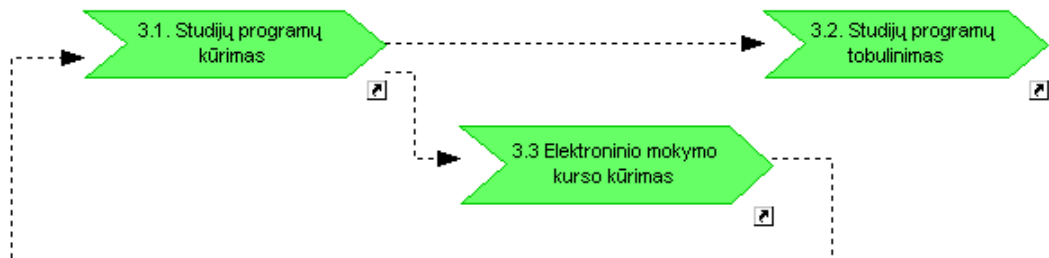 3.1. Studijų programų
kūrimas
3.2. Studijų programų
tobulinimas
3.3 Elektroninio mokymo
kurso kūrimas